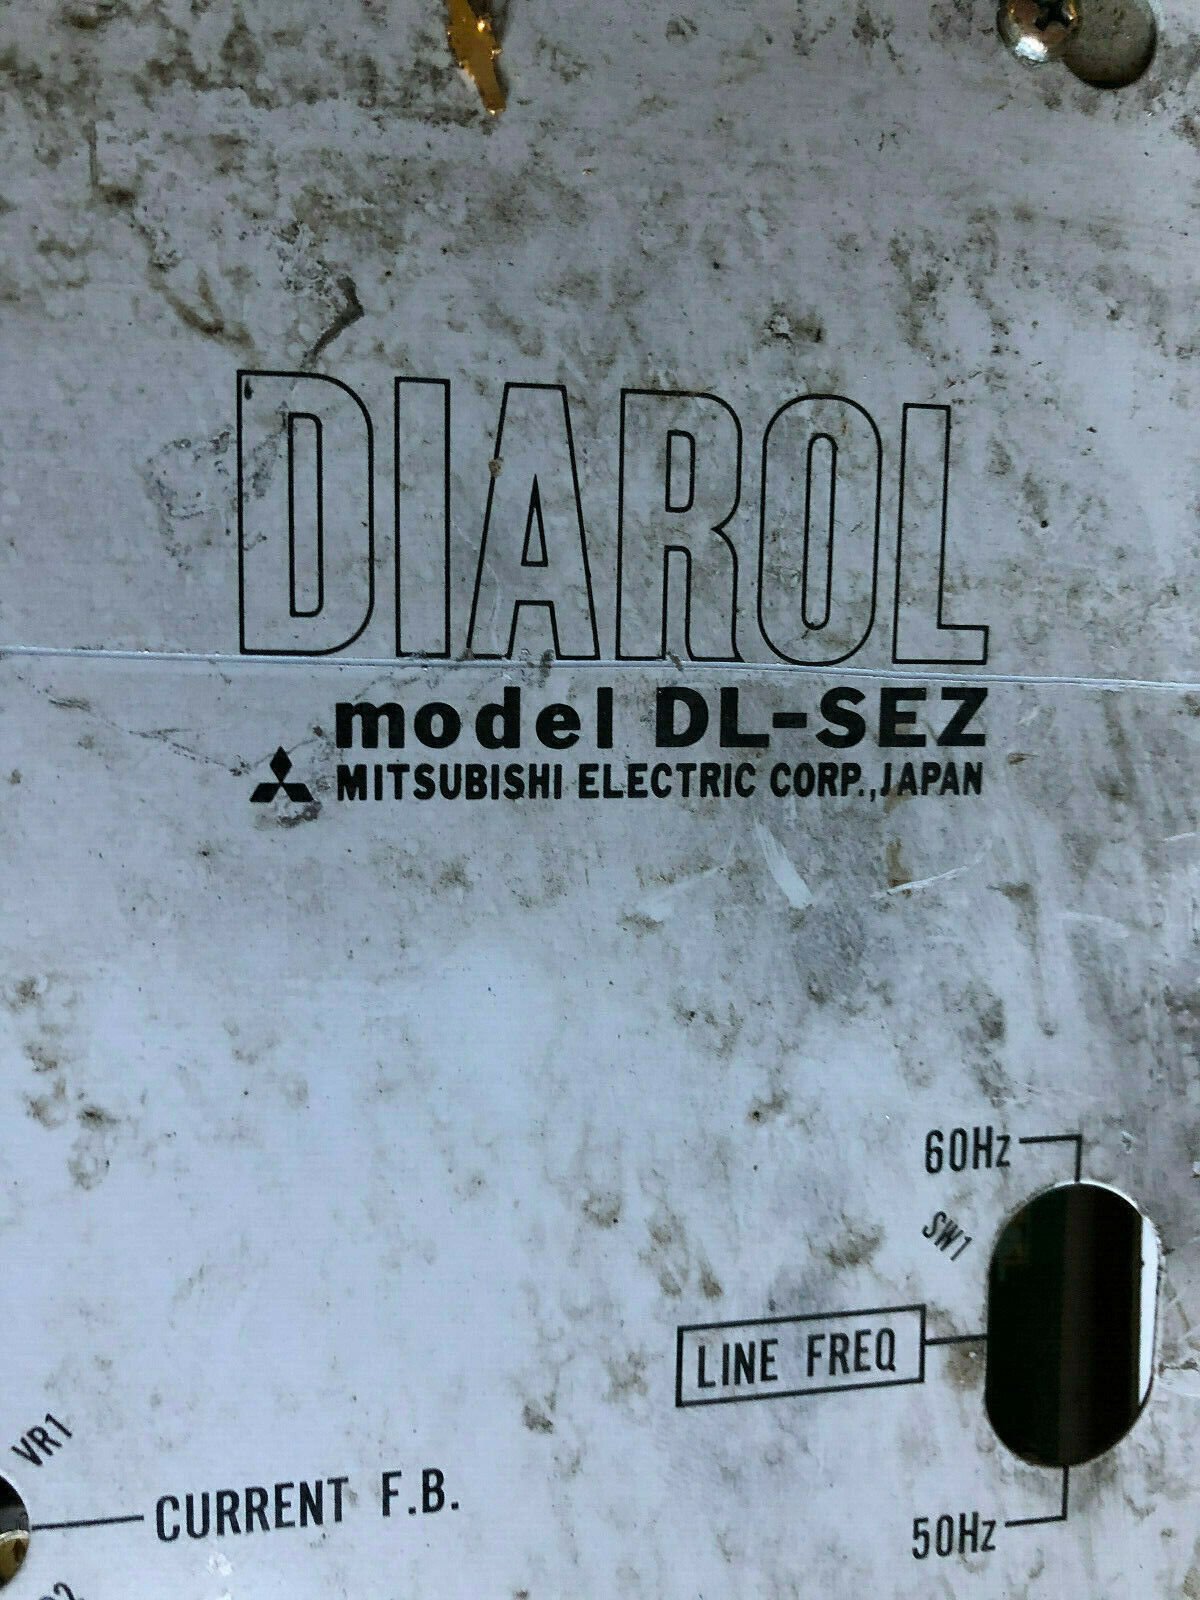 DIAROL
model DL-SEZ
MITSUBISHI ELECTRIC CORP., JAPAN
60Hz
SW1
LINE FREQ
VR1
CURRENT F.B.
50Hz